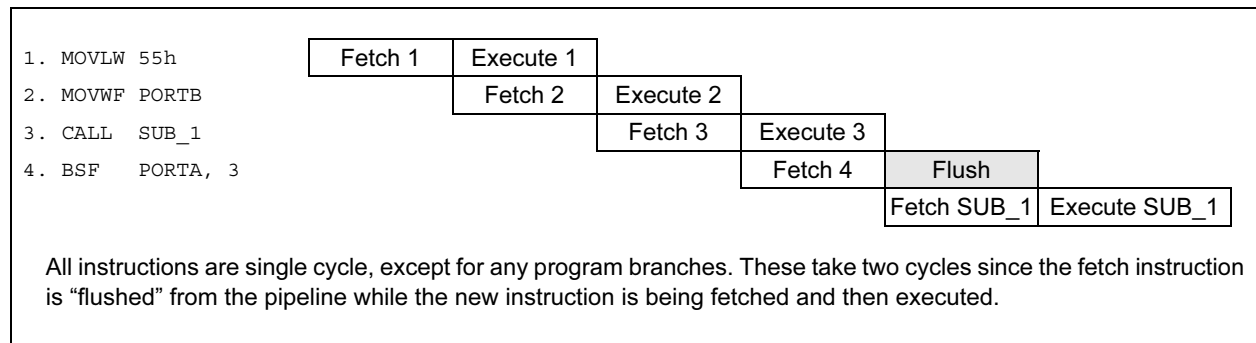 1. MOVLW 55h Fetch 1 Execute 1
2. MOVWF PORTB Fetch 2 Execute 2
3. CALL SUB_1 Fetch 3 Execute 3
4. BSF PORTA, 3 Fetch 4 Flush
Fetch SUB_1 Execute SUB_1
All instructions are single cycle, except for any program branches. These take two cycles since the fetch instruction
is “flushed” from the pipeline while the new instruction is being fetched and then executed.